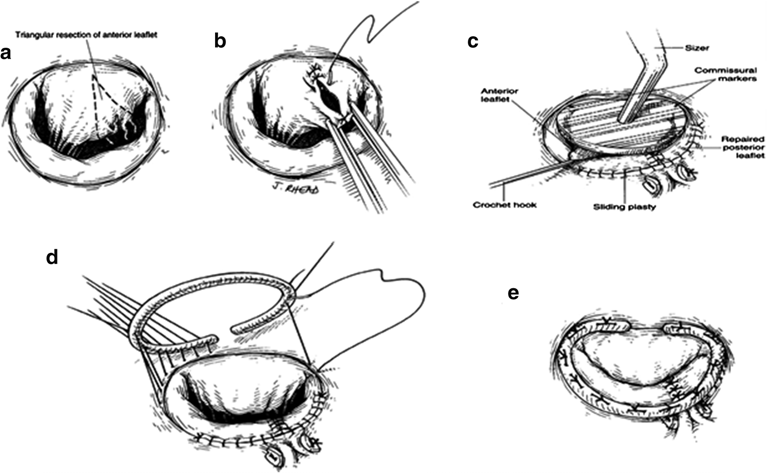 a
Triangular resection of anterior leaflet
b
J. RHEAD
c
Sizer
Commissural
markers
Anterior
leaflet
Repaired
posterior
leaflet
Crochet hook
Sliding plasty
d
e